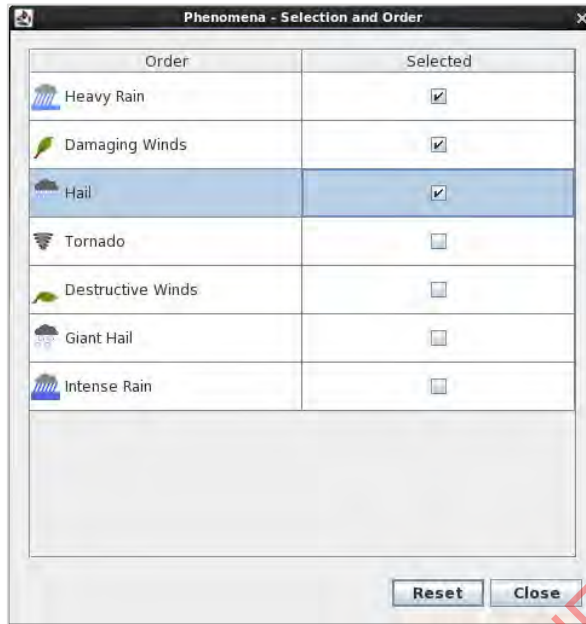 Phenomena - Selection and Order
Order Selected
Heavy Rain
Damaging Winds
Hail
Tornado
Destructive Winds
Giant Hail
Intense Rain
Reset Close